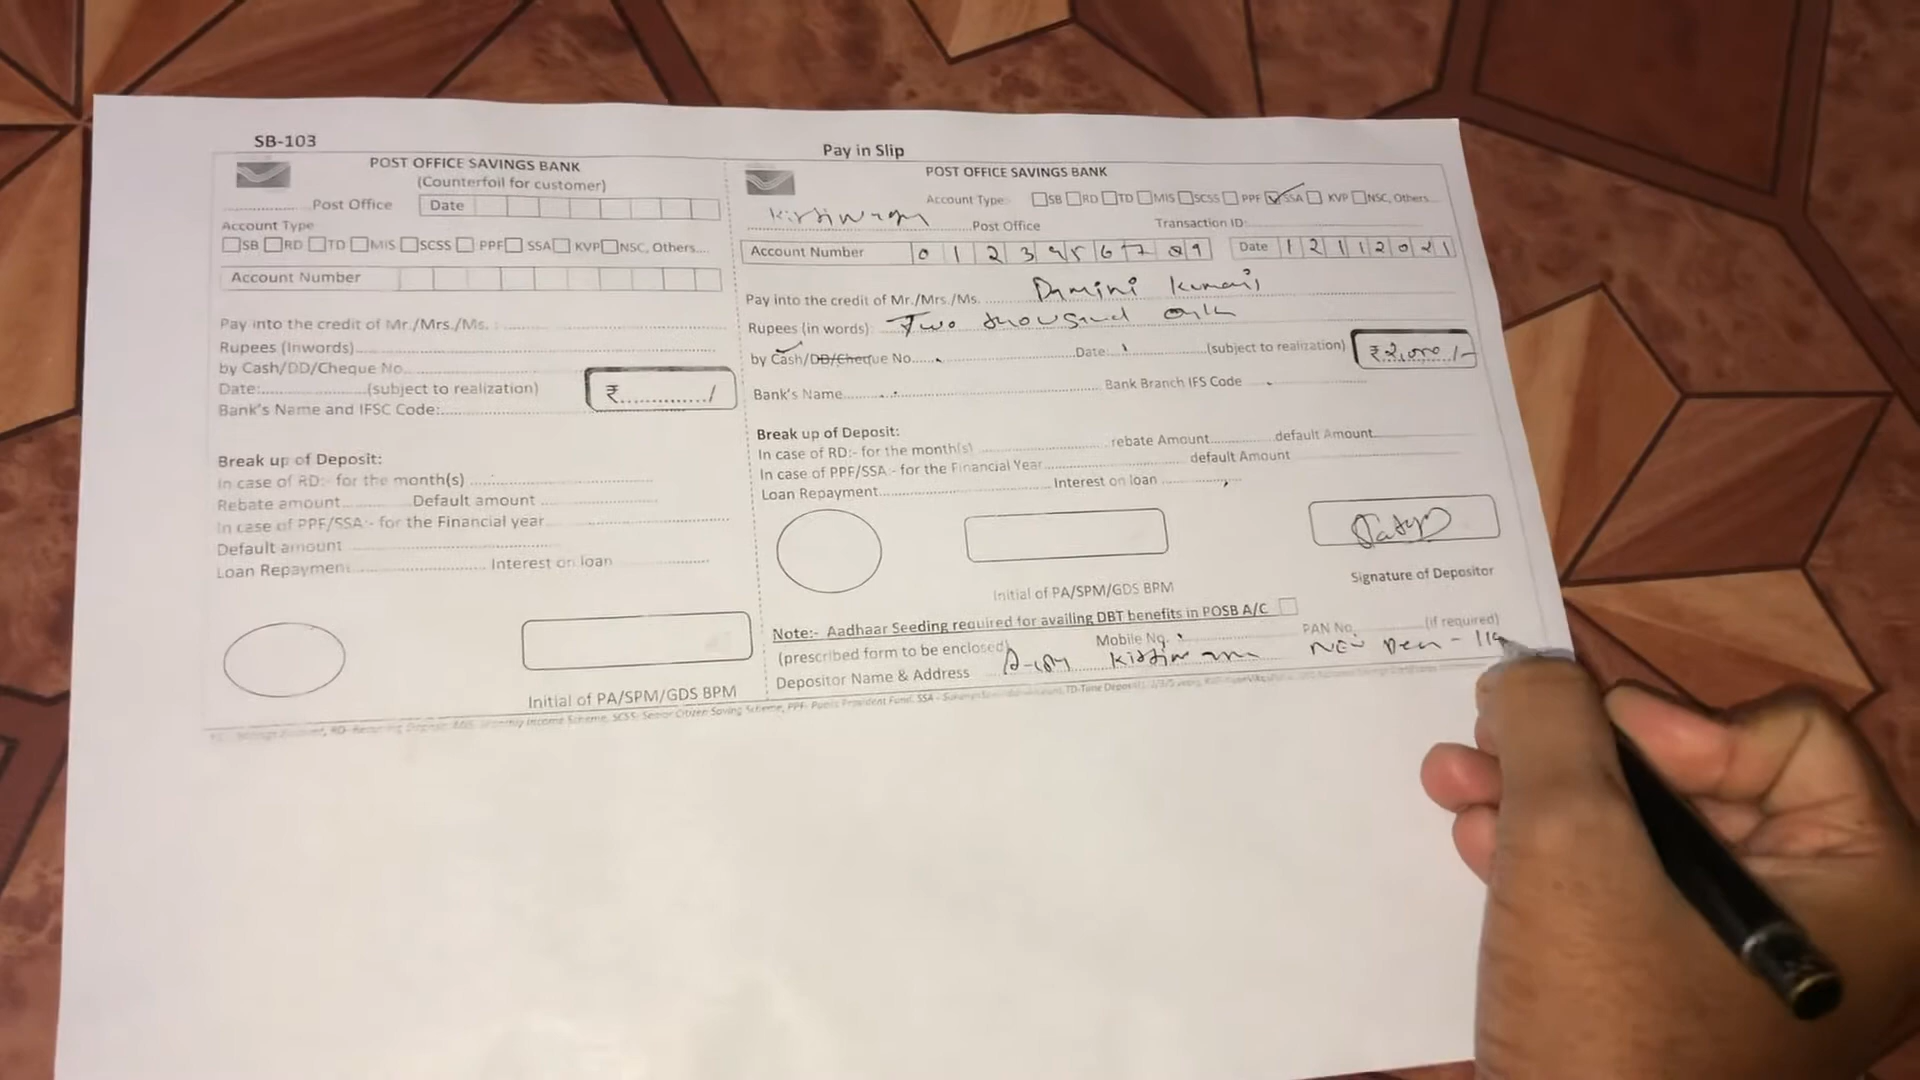 SB-103
Pay in Slip
POST OFFICE SAVINGS BANK
(Counterfoil for customer)
.............. Post Office Date
Account Type
SB RD TD MIS SCSS PPF SSA KVP NSC, Others....
Account Number
Pay into the credit of Mr./Mrs./Ms.
Rupees (Inwords)
by Cash/DD/Cheque No.
Date: (subject to realization) ₹............../
Bank's Name and IFSC Code:
Break up of Deposit:
In case of RD:- for the month(s)
Rebate amount Default amount
In case of PPF/SSA:- for the Financial year
Default amount
Loan Repayment Interest on loan
Initial of PA/SPM/GDS BPM
POST OFFICE SAVINGS BANK
Account Type: SB RD TD MIS SCSS PPF SSA KVP NSC, Others...
Post Office Transaction ID:
Account Number 0 1 2 3 4 5 6 7 8 9 Date 1 2 1 1 2 0 2 1
Pay into the credit of Mr./Mrs./Ms. Damini Kumari
Rupees (in words) Two thousand only
by Cash/DD/Cheque No. Date: (subject to realization) ₹ 2,000/-
Bank's Name Bank Branch IFS Code
Break up of Deposit:
In case of RD:- for the month(s) rebate Amount default Amount
In case of PPF/SSA - for the Financial Year default Amount
Loan Repayment Interest on loan
Initial of PA/SPM/GDS BPM
Signature of Depositor
Note:- Aadhaar Seeding required for availing DBT benefits in POSB A/C
(prescribed form to be enclosed) Mobile No. PAN No. (if required)
Depositor Name & Address